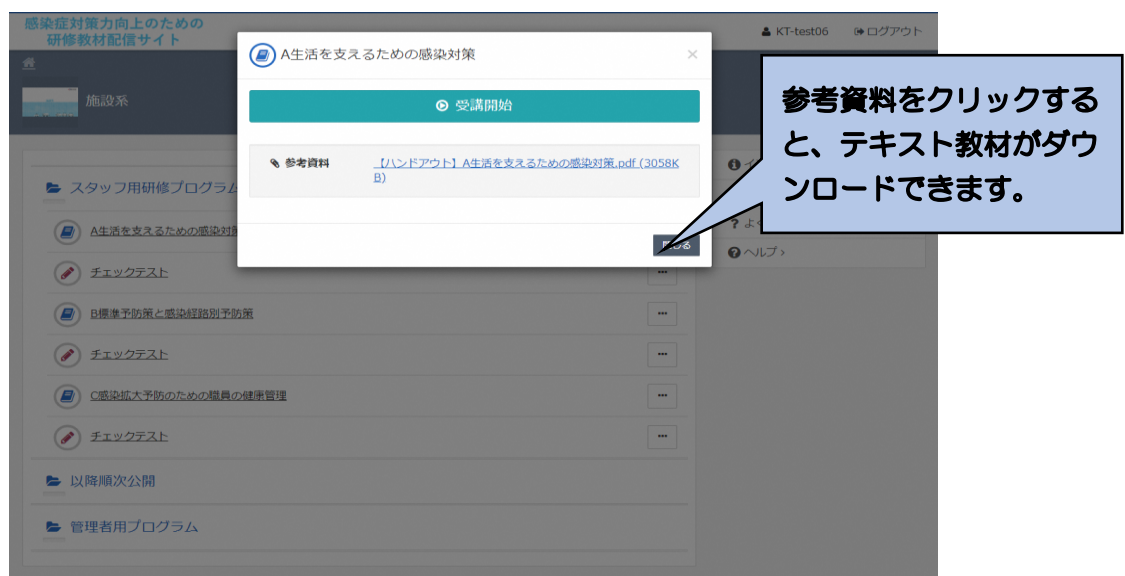 感染症対策力向上のための
研修教材配信サイト
KT-test06 ログアウト
施設系
A生活を支えるための感染対策 ×
受講開始
参考資料 【ハンドアウト】A生活を支えるための感染対策.pdf (3058K
B)
閉じる
参考資料をクリックする
と、テキスト教材がダウ
ンロードできます。
スタッフ用研修プログラム
A生活を支えるための感染対
チェックテスト
B標準予防策と感染経路別予防策
チェックテスト
C感染拡大予防のための職員の健康管理
チェックテスト
以降順次公開
管理者用プログラム
? よく
ヘルプ ›